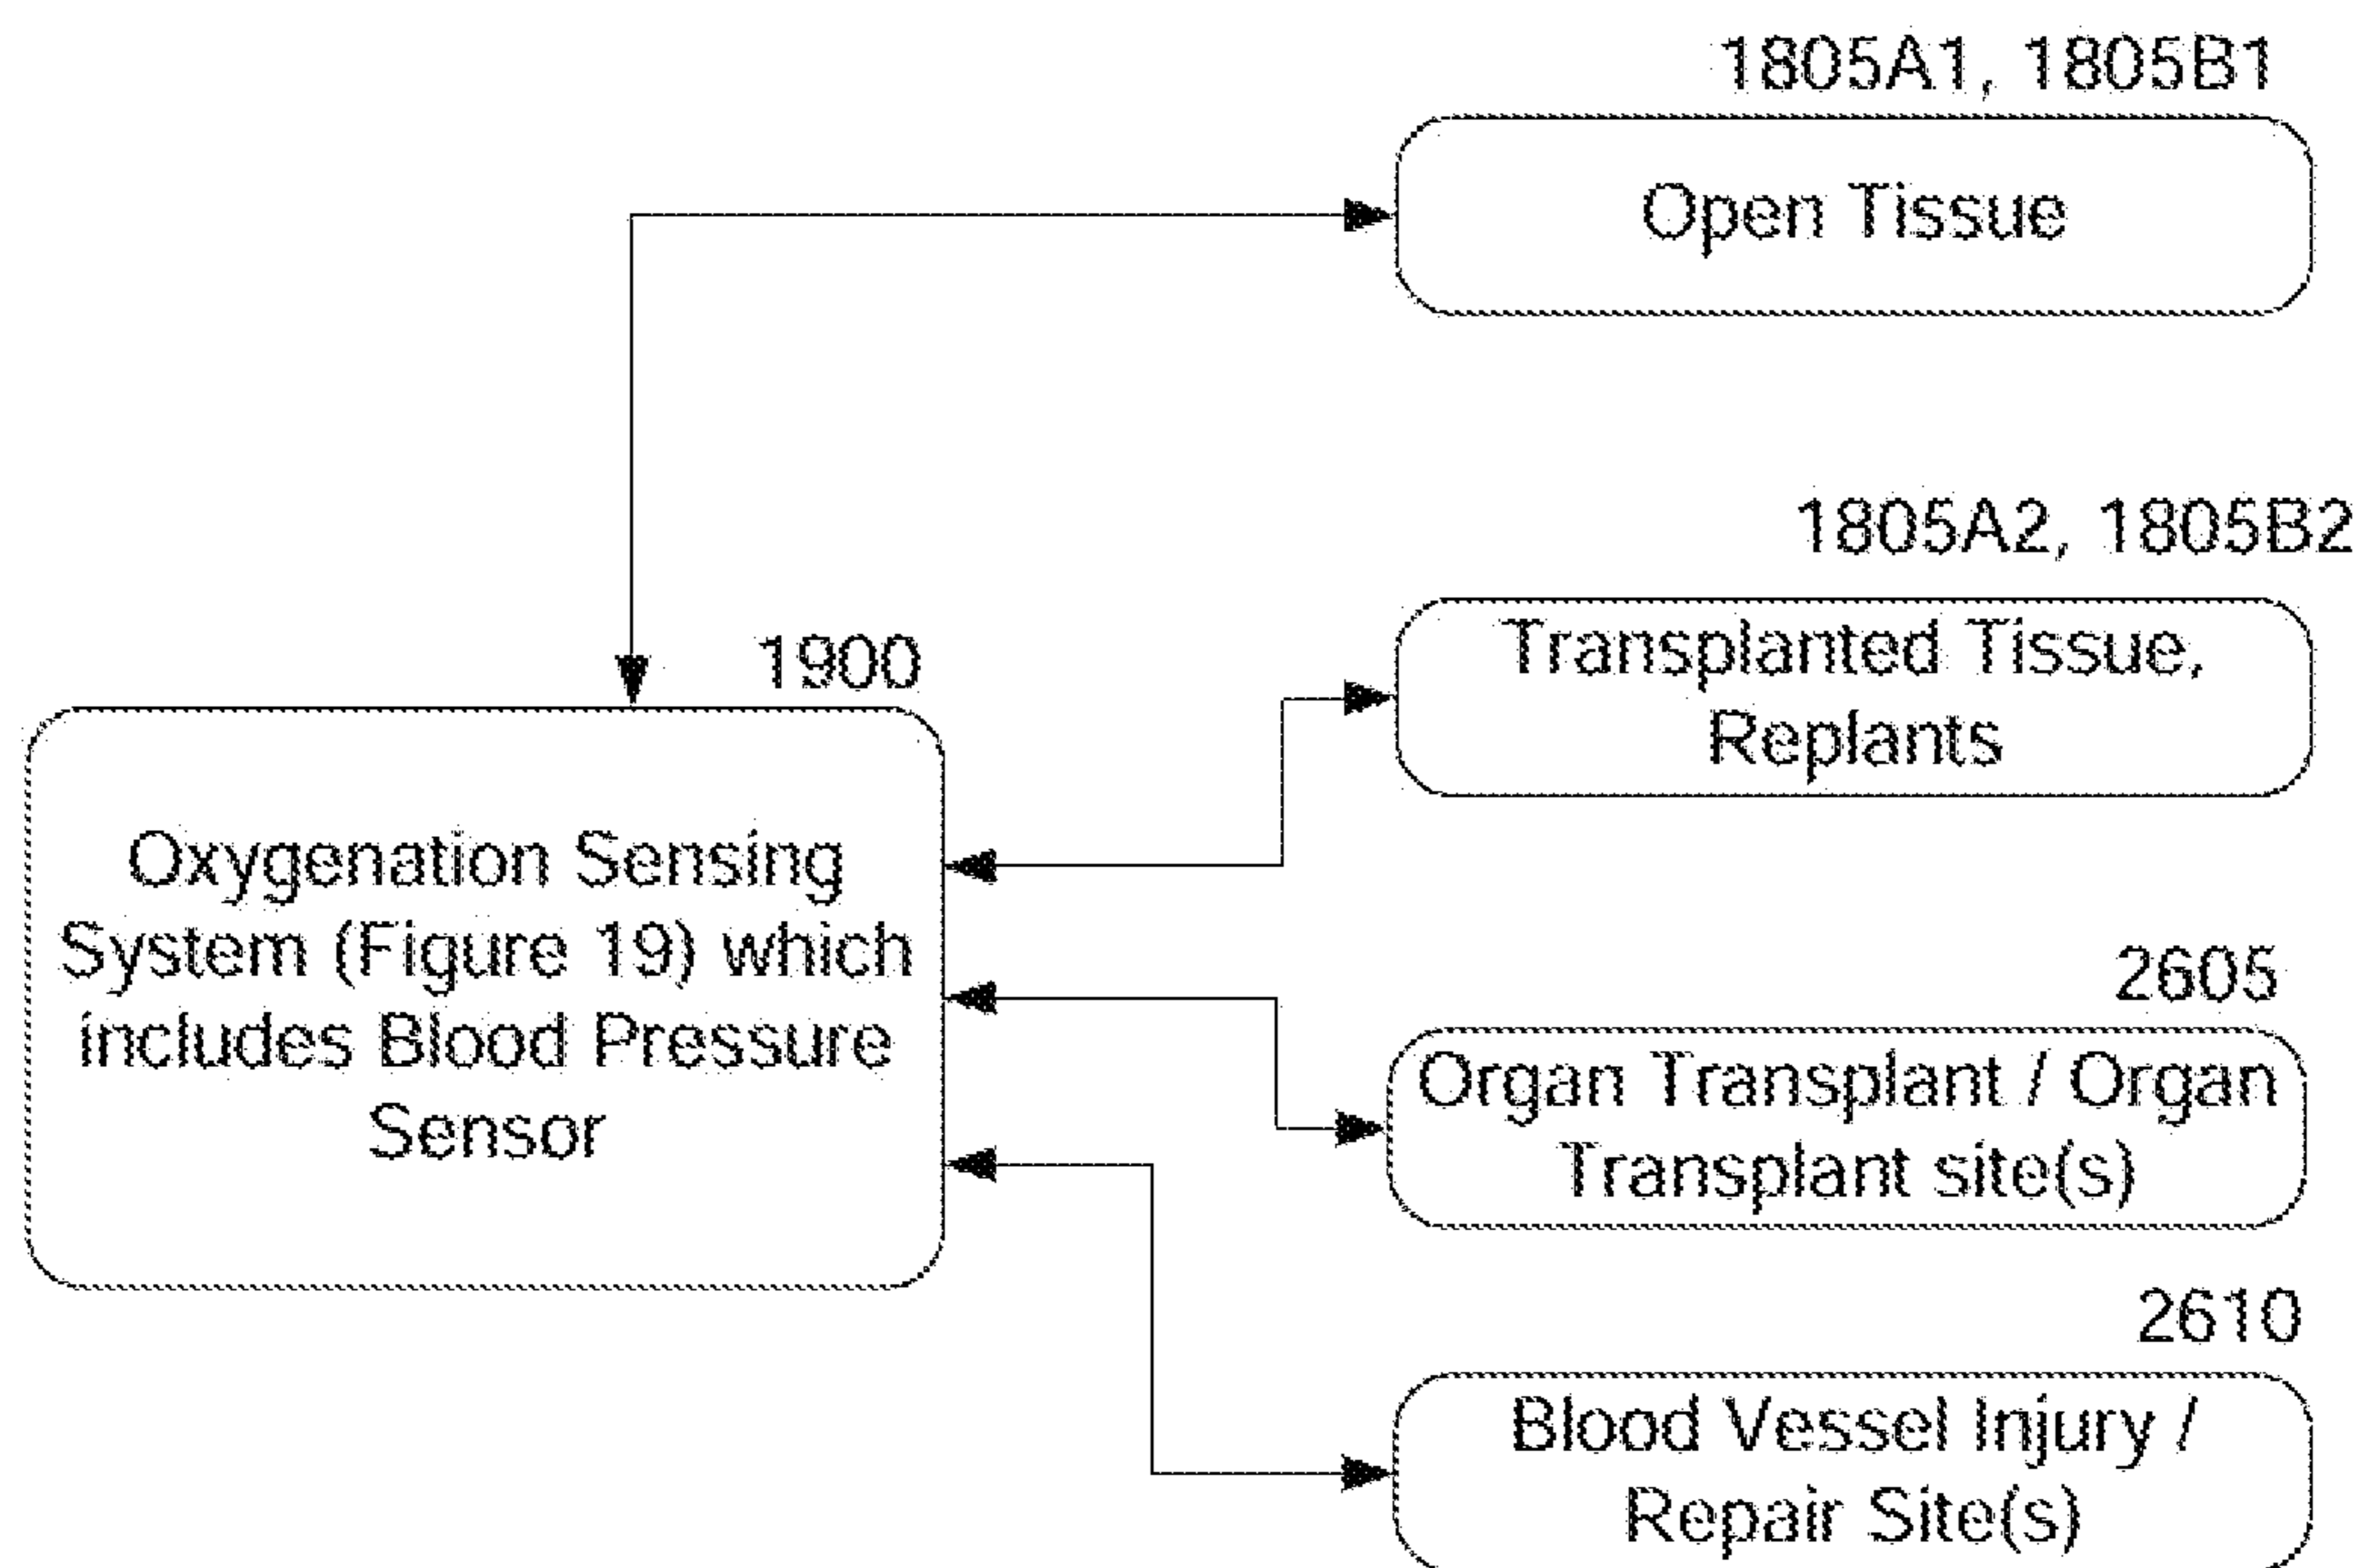 1805A1, 1805B1
Open Tissue
1805A2, 1805B2
Transplanted Tissue,
Replants
1900
Oxygenation Sensing
System (Figure 19) which
includes Blood Pressure
Sensor
2605
Organ Transplant / Organ
Transplant site(s)
2610
Blood Vessel Injury /
Repair Site(s)